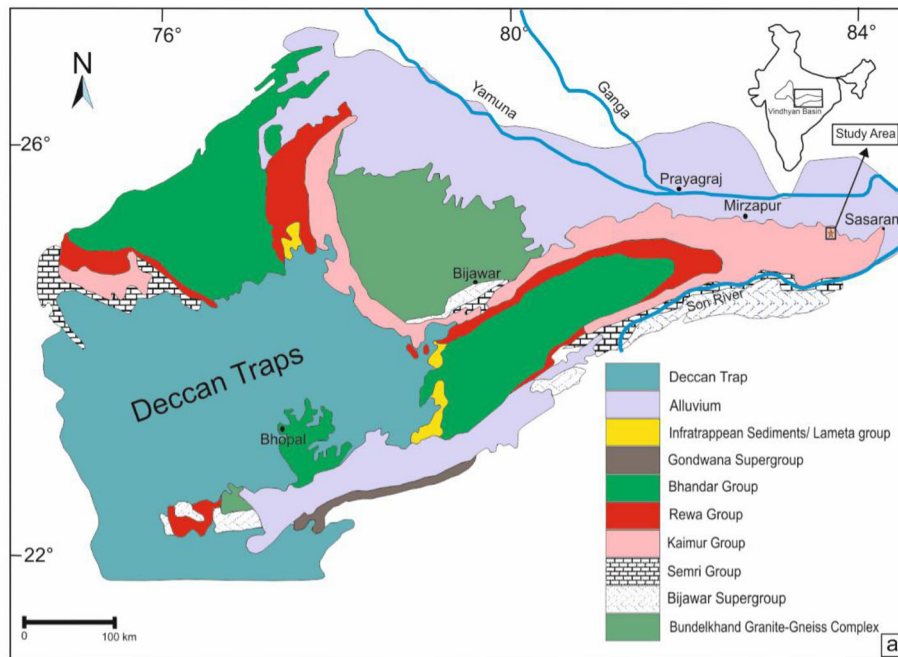 76°
80°
84°
N
26°
22°
Yamuna
Ganga
Vindhyan Basin
Study Area
Prayagraj
Mirzapur
Sasaram
Bijawar
Son River
Deccan Traps
Bhopal
Deccan Trap
Alluvium
Infratrappean Sediments/ Lameta group
Gondwana Supergroup
Bhandar Group
Rewa Group
Kaimur Group
Semri Group
Bijawar Supergroup
Bundelkhand Granite-Gneiss Complex
0 100 km
a